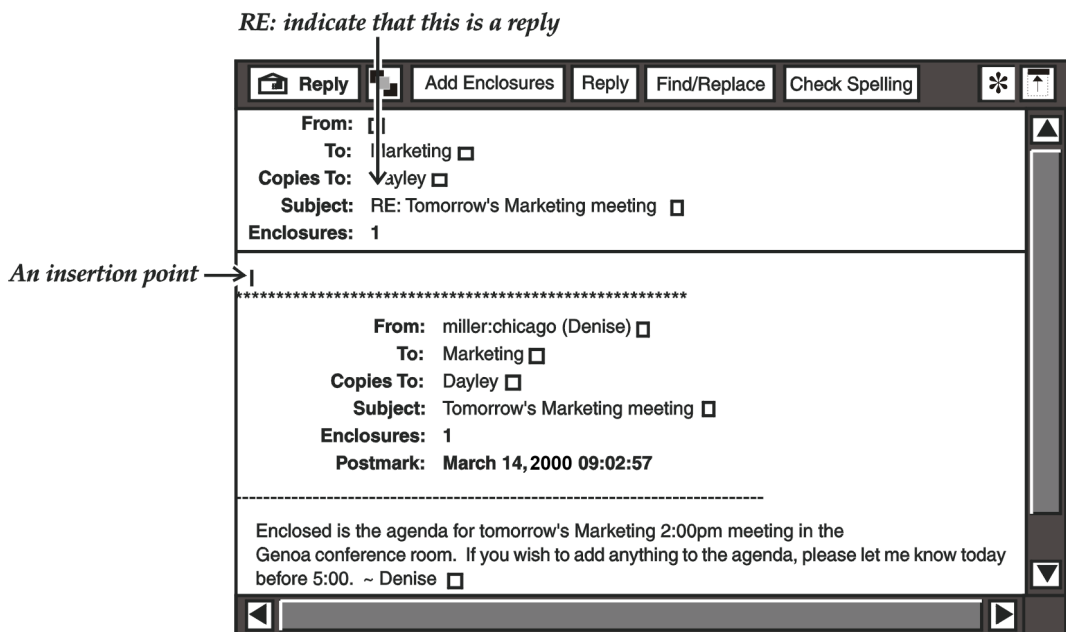 RE: indicate that this is a reply
Reply Add Enclosures Reply Find/Replace Check Spelling
From:
To: Marketing
Copies To: Dayley
Subject: RE: Tomorrow's Marketing meeting
Enclosures: 1
An insertion point
*********************************************************
From: miller:chicago (Denise)
To: Marketing
Copies To: Dayley
Subject: Tomorrow's Marketing meeting
Enclosures: 1
Postmark: March 14, 2000 09:02:57
--------------------------------------------------------------------------------
Enclosed is the agenda for tomorrow's Marketing 2:00pm meeting in the
Genoa conference room. If you wish to add anything to the agenda, please let me know today
before 5:00. ~ Denise